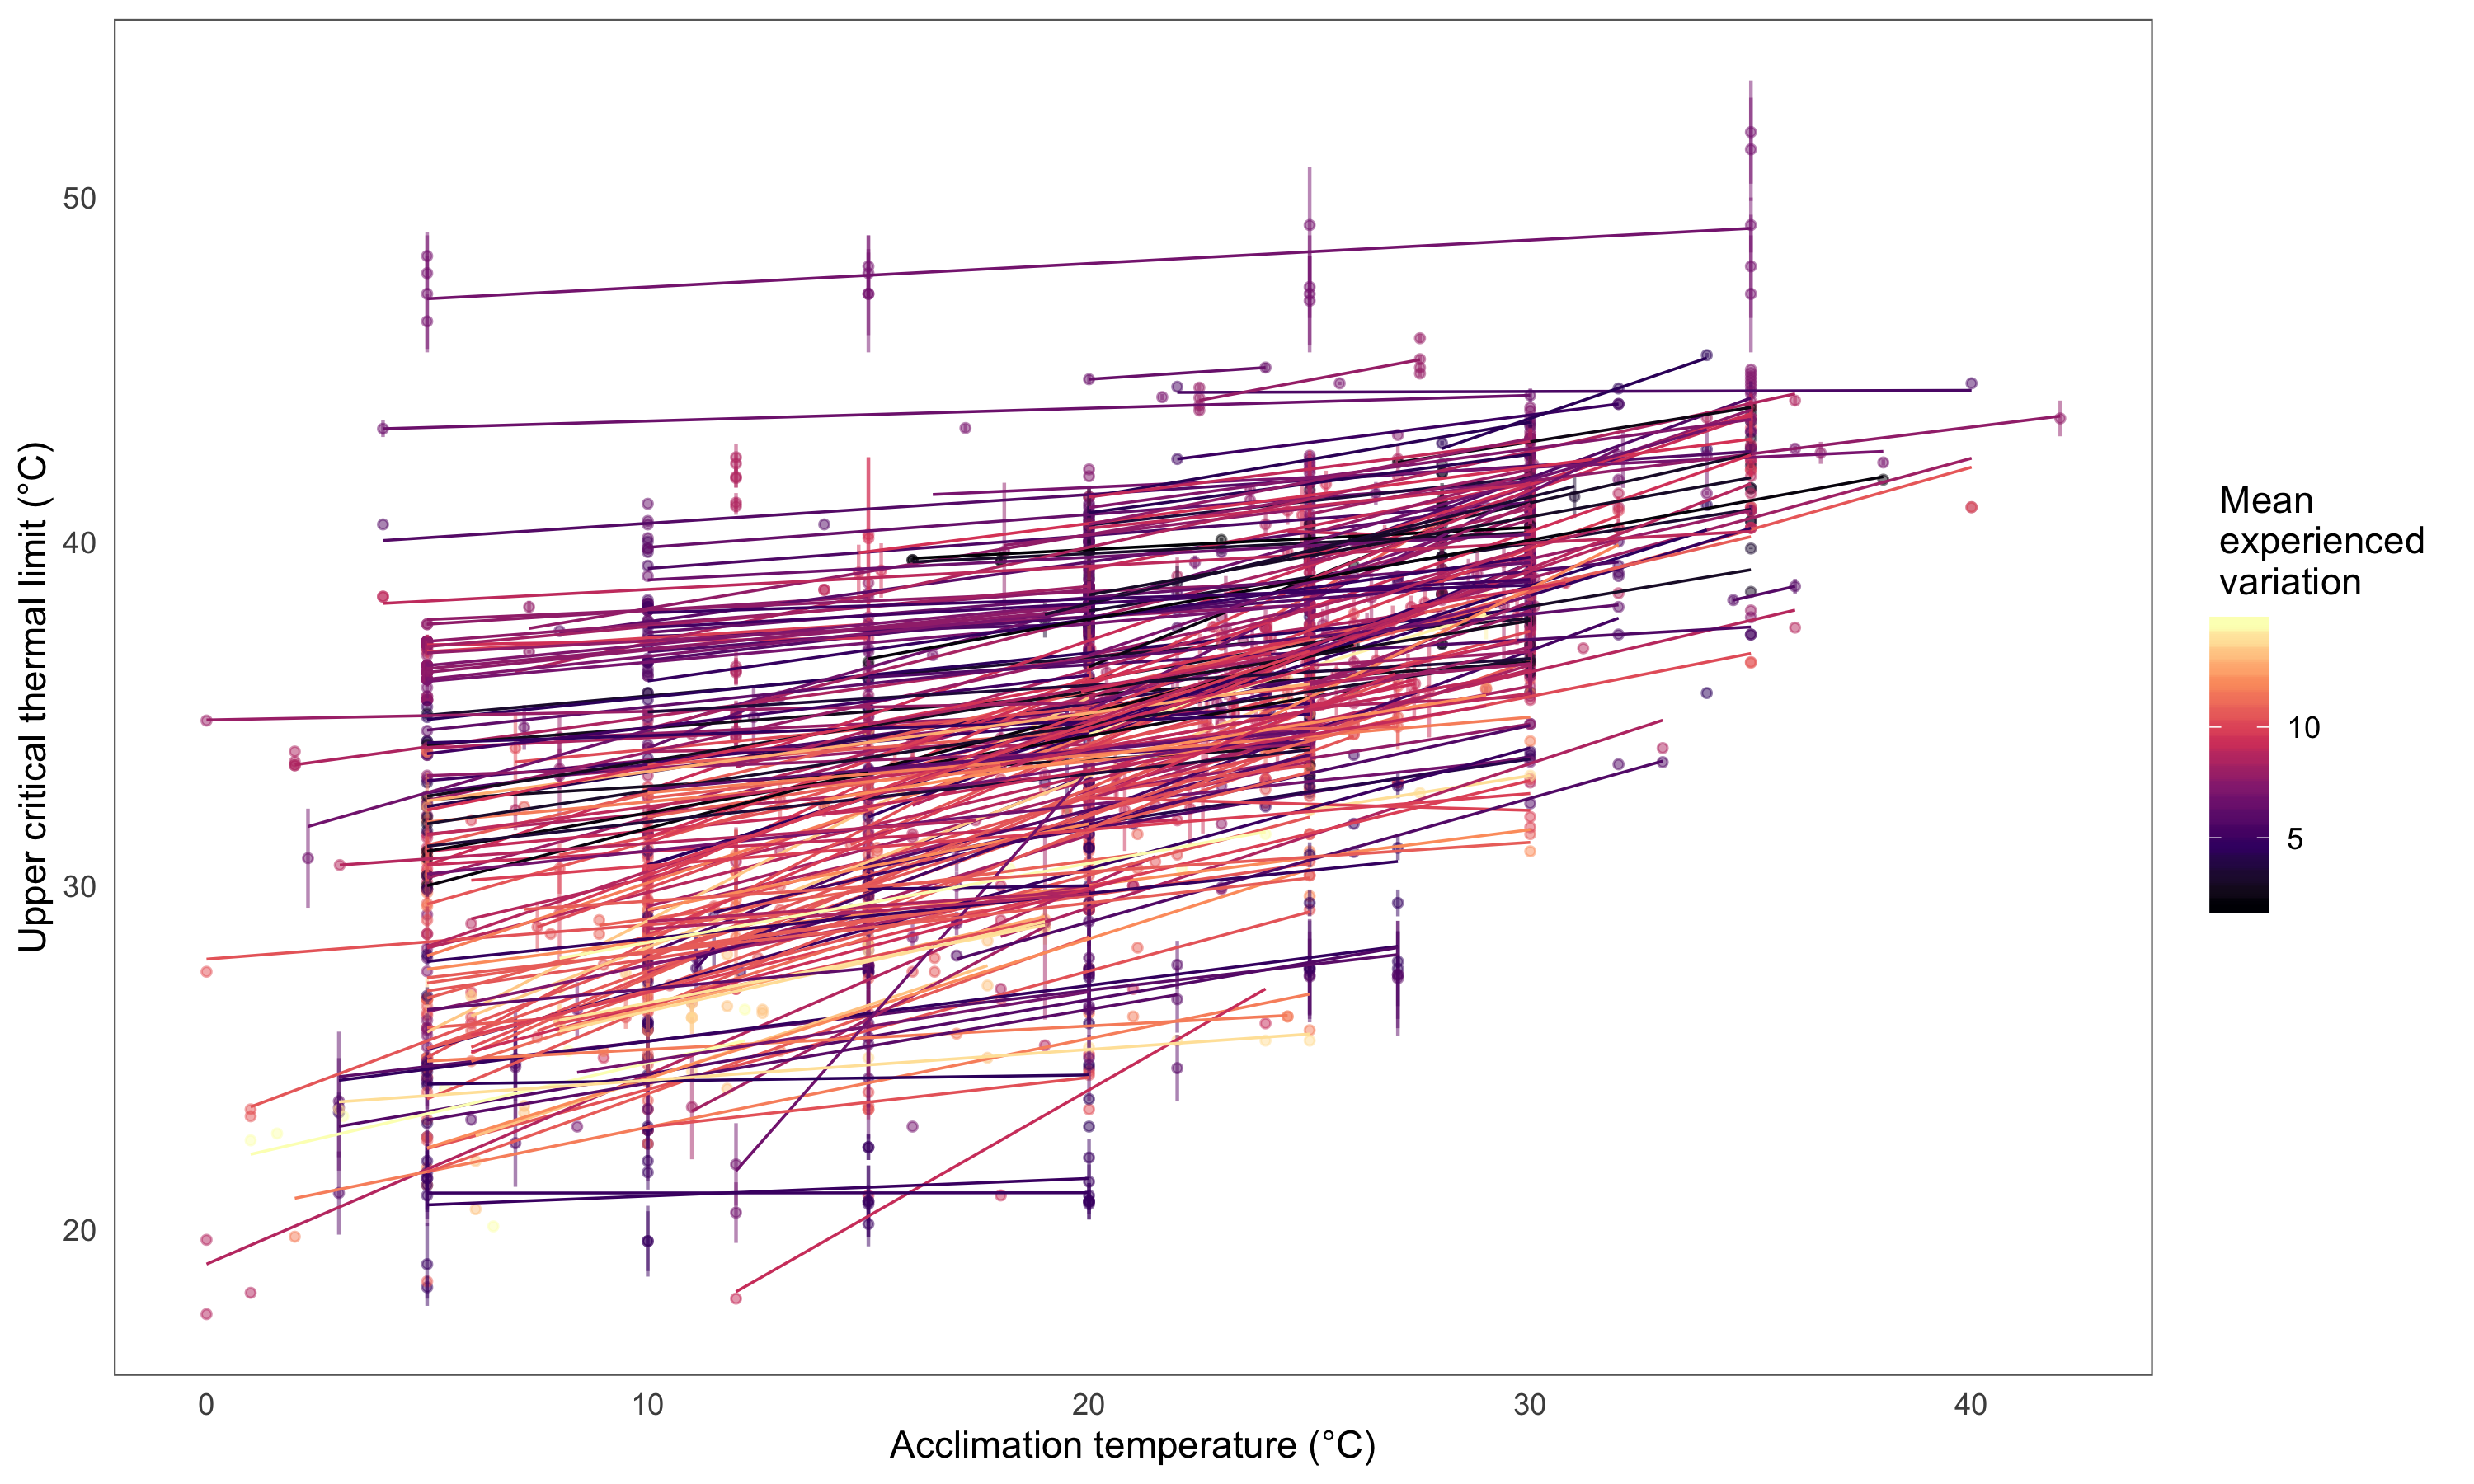 50
40
30
20
0
10
20
30
40
Acclimation temperature (°C)
Upper critical thermal limit (°C)
Mean
experienced
variation
10
5